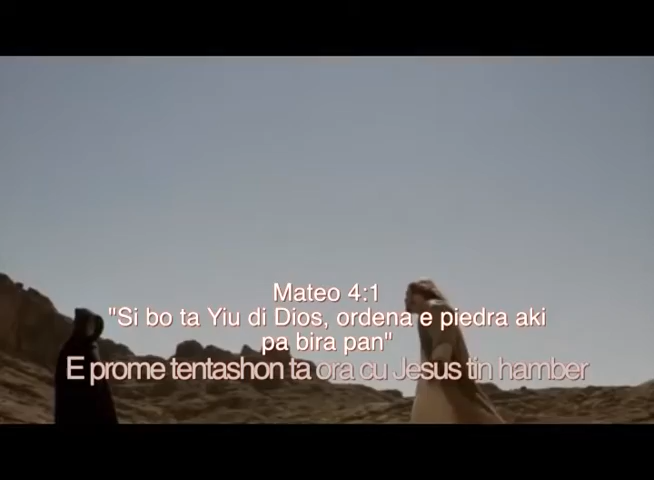 Mateo 4:1
"Si bo ta Yiu di Dios, ordena e piedra aki
pa bira pan"
E prome tentashon ta ora cu Jesus tin hamber